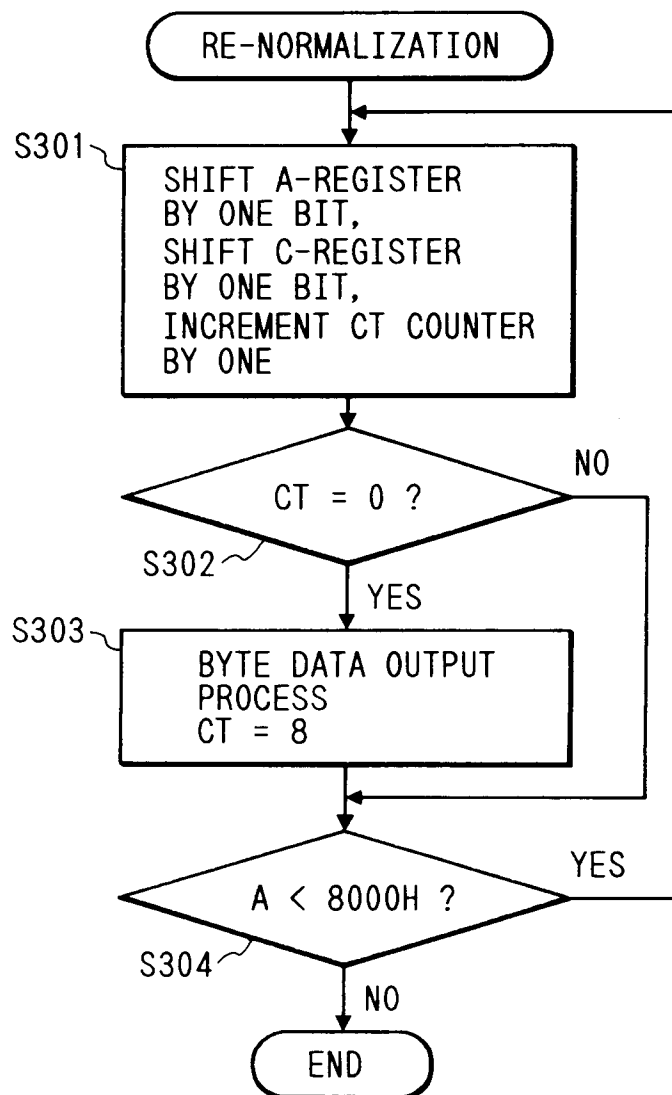 RE-NORMALIZATION
S301
SHIFT A-REGISTER
BY ONE BIT,
SHIFT C-REGISTER
BY ONE BIT,
INCREMENT CT COUNTER
BY ONE
CT = 0 ?
NO
S302
YES
S303
BYTE DATA OUTPUT
PROCESS
CT = 8
A < 8000H ?
YES
S304
NO
END